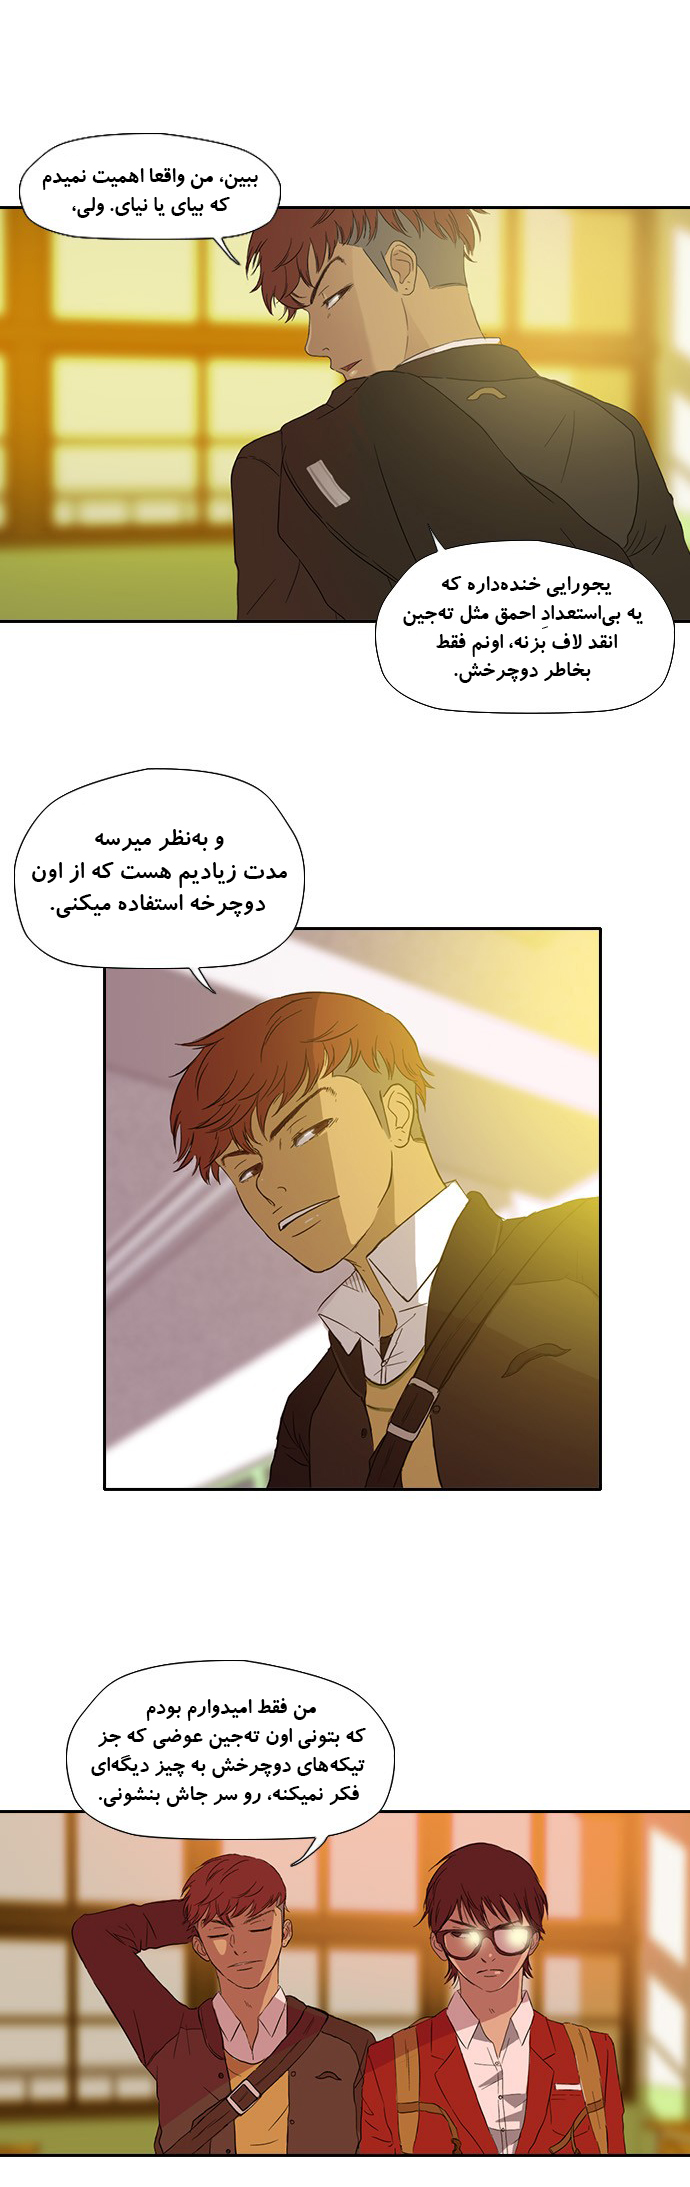 ببین، من واقعا اهمیت نمیدم
که بیای یا نیای. ولی،
یجورایی خنده‌داره که
یه بی‌استعدادِ احمق مثل ته‌جین
انقد لاف بزنه، اونم فقط
بخاطر دوچرخش.
و به‌نظر میرسه
مدت زیادیم هست که از اون
دوچرخه استفاده میکنی.
من فقط امیدوارم بودم
که بتونی اون ته‌جین عوضی که جز
تیکه‌های دوچرخش به چیز دیگه‌ای
فکر نمیکنه، رو سر جاش بنشونی.